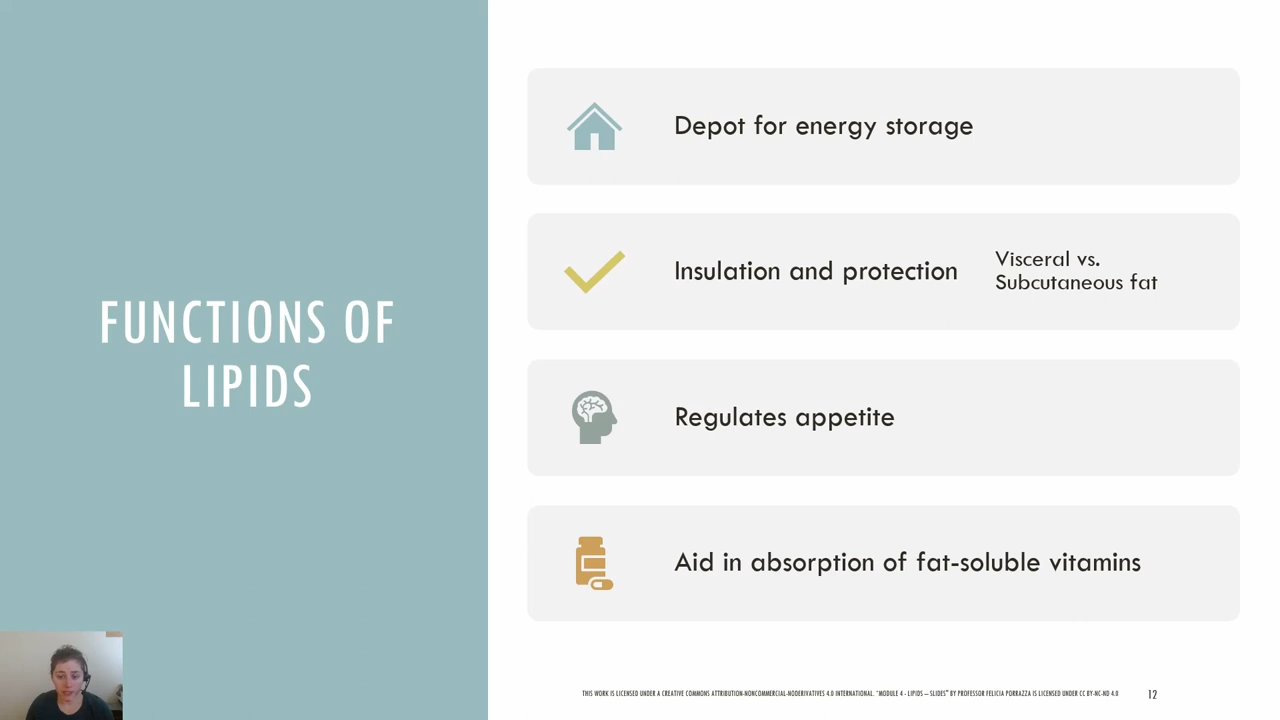 FUNCTIONS OF
LIPIDS
Depot for energy storage
Insulation and protection
Visceral vs.
Subcutaneous fat
Regulates appetite
Aid in absorption of fat-soluble vitamins
THIS WORK IS LICENSED UNDER A CREATIVE COMMONS ATTRIBUTION-NONCOMMERCIAL-NODERIVATIVES 4.0 INTERNATIONAL. "MODULE 4 - LIPIDS – SLIDES" BY PROFESSOR FELICIA PORRAZZA IS LICENSED UNDER CC BY-NC-ND 4.0
12